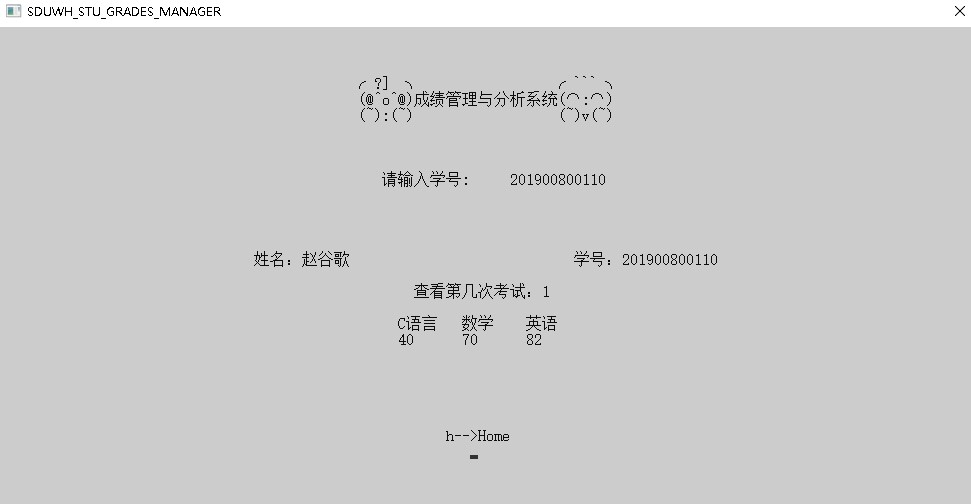 SDUWH_STU_GRADES_MANAGER
╭ ?] ╮ ╭ ``` ╮
(@^o^@)成绩管理与分析系统(⌒:⌒)
(~):(~) (~)v(~)
请输入学号: 201900800110
姓名：赵谷歌 学号：201900800110
查看第几次考试：1
C语言 数学 英语
40 70 82
h-->Home